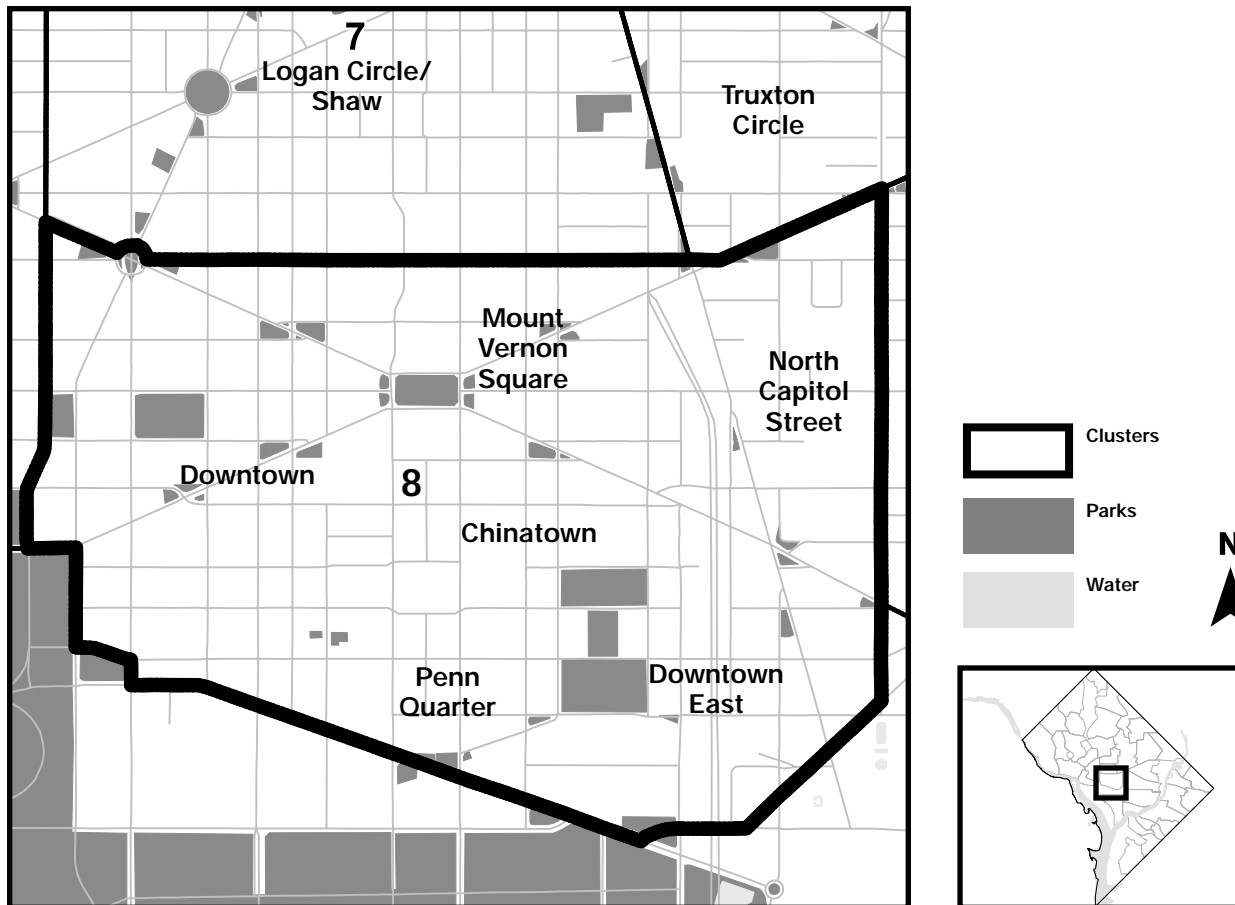 7
Logan Circle/
Shaw
Truxton
Circle
Mount
Vernon
Square
North
Capitol
Street
Downtown
8
Chinatown
Penn
Quarter
Downtown
East
Clusters
Parks
Water
N